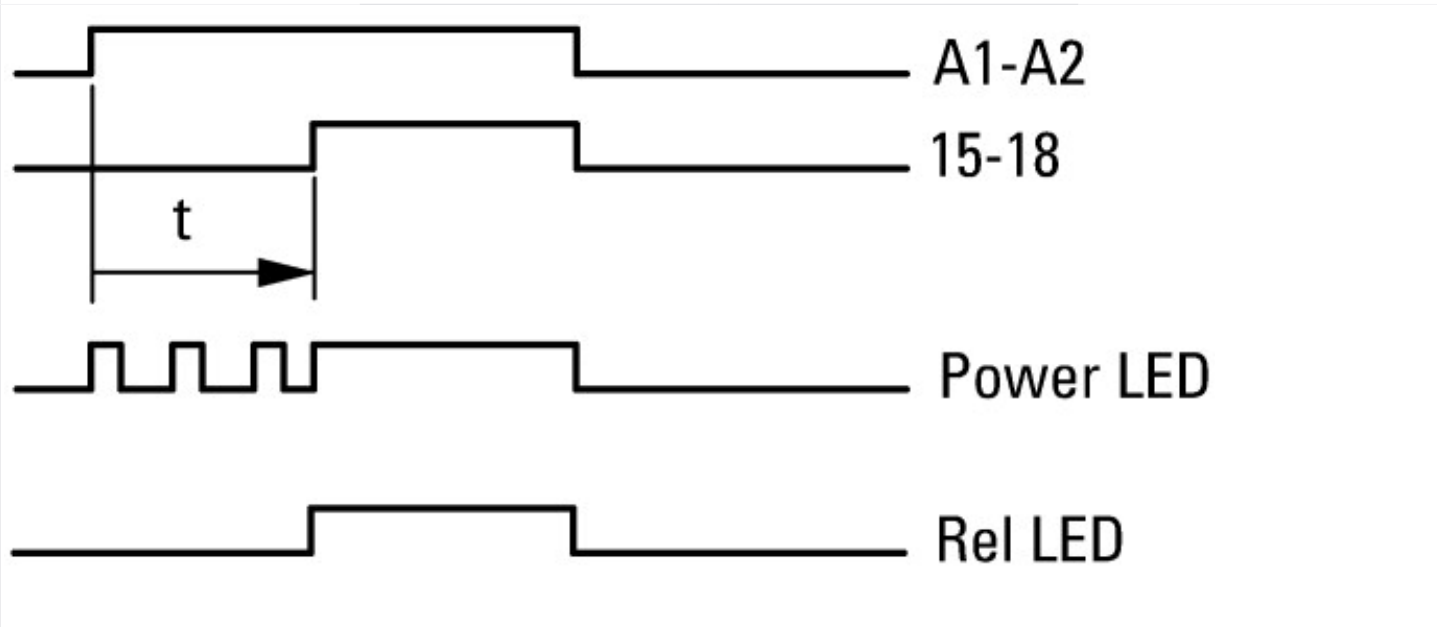 A1-A2
15-18
t
Power LED
Rel LED